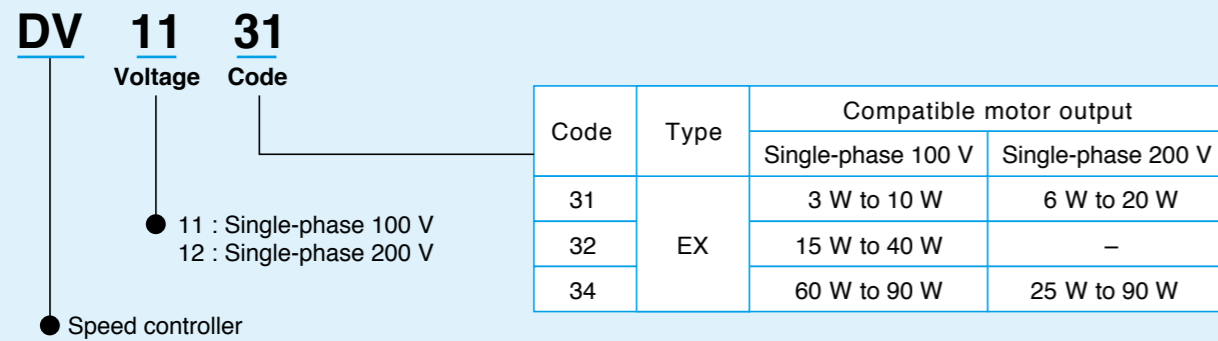 DV 11 31
Voltage Code
Code Type Compatible motor output
Single-phase 100 V Single-phase 200 V
31 EX 3 W to 10 W 6 W to 20 W
32 15 W to 40 W –
34 60 W to 90 W 25 W to 90 W
11 : Single-phase 100 V
12 : Single-phase 200 V
Speed controller